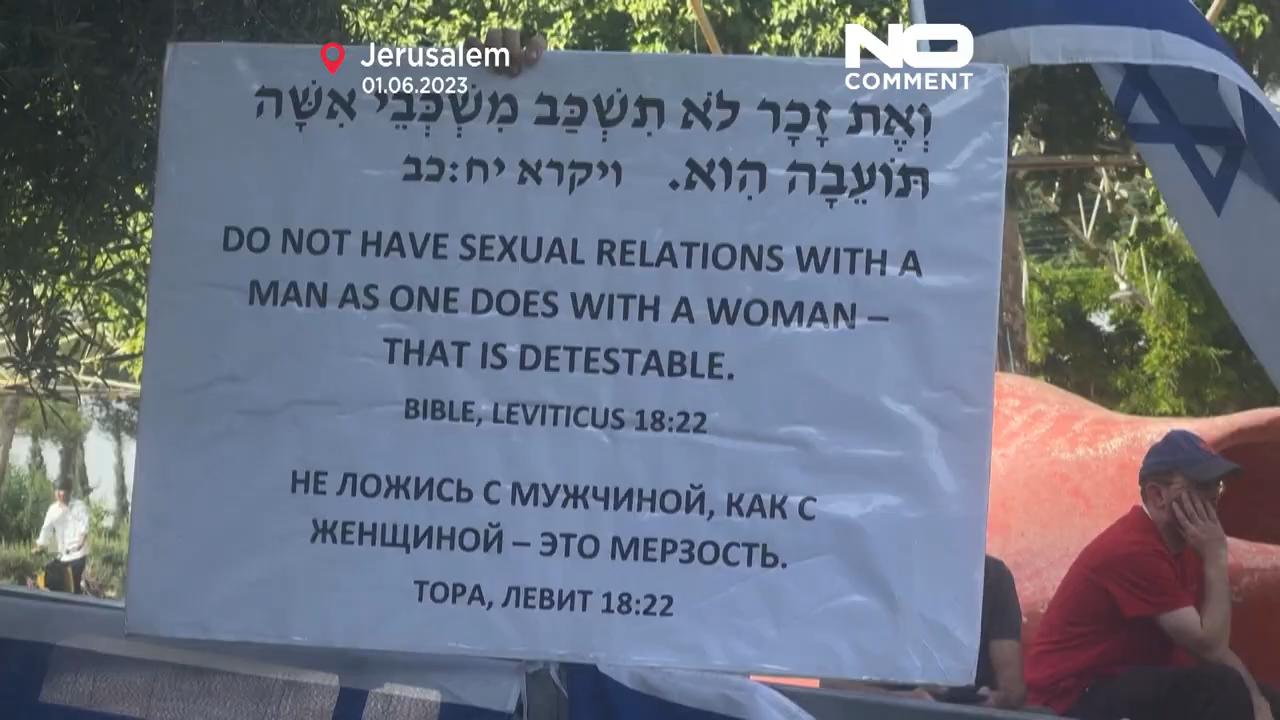 Jerusalem
01.06.2023
NO
COMMENT
וְאֶת זָכָר לֹא תִשְׁכַּב מִשְׁכְּבֵי אִשָּׁה
תּוֹעֵבָה הִוא. ויקרא יח:כב
DO NOT HAVE SEXUAL RELATIONS WITH A
MAN AS ONE DOES WITH A WOMAN –
THAT IS DETESTABLE.
BIBLE, LEVITICUS 18:22
НЕ ЛОЖИСЬ С МУЖЧИНОЙ, КАК С
ЖЕНЩИНОЙ – ЭТО МЕРЗОСТЬ.
ТОРА, ЛЕВИТ 18:22